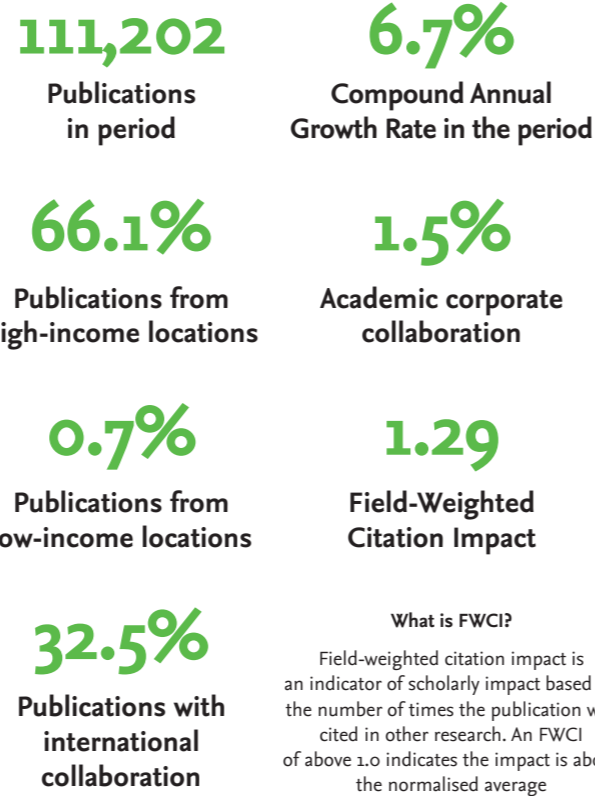 111,202
Publications
in period
6.7%
Compound Annual
Growth Rate in the period
66.1%
Publications from
igh-income locations
1.5%
Academic corporate
collaboration
0.7%
Publications from
ow-income locations
1.29
Field-Weighted
Citation Impact
32.5%
Publications with
international
collaboration
What is FWCI?
Field-weighted citation impact is
an indicator of scholarly impact based
the number of times the publication
cited in other research. An FWCI
of above 1.0 indicates the impact is
the normalised average